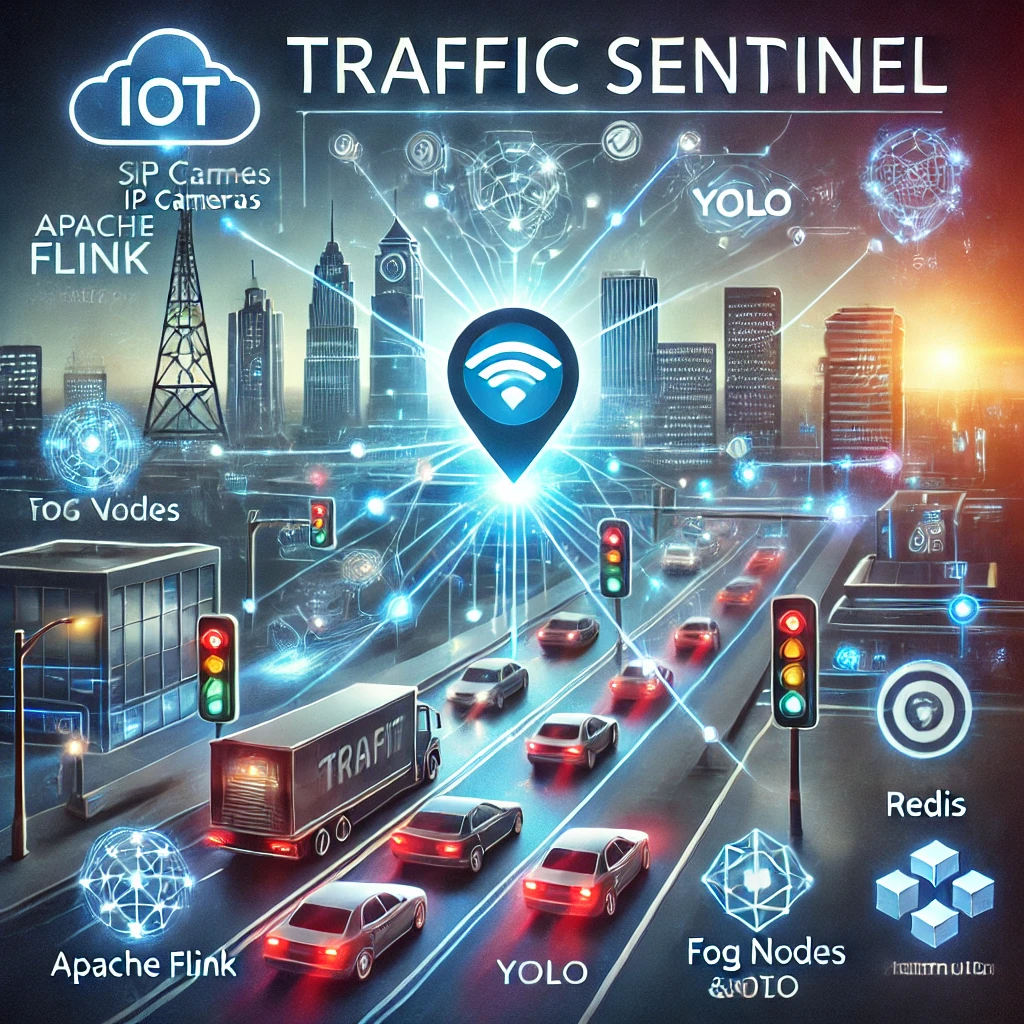 IOT
TRAFFIC SENTINEL
SIP Carmes
IP Cameras
APACHE
FLINK
YOLO
FoG Vodes
TRAFIT
Redis
Apache Flink
YOLO
Fog Nodes